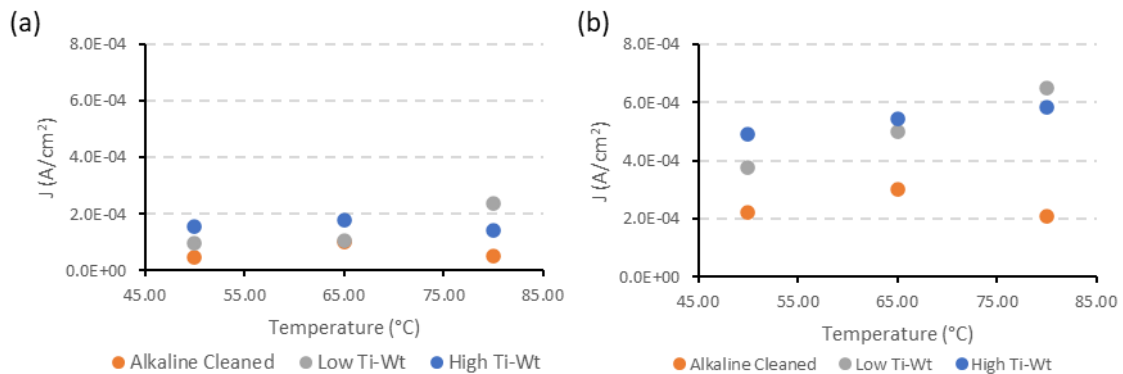 (a)
8.0E-04
6.0E-04
4.0E-04
2.0E-04
0.0E+00
J (A/cm²)
45.00 55.00 65.00 75.00 85.00
Temperature (°C)
Alkaline Cleaned Low Ti-Wt High Ti-Wt
(b)
8.0E-04
6.0E-04
4.0E-04
2.0E-04
0.0E+00
J (A/cm²)
45.00 55.00 65.00 75.00 85.00
Temperature (°C)
Alkaline Cleaned Low Ti-Wt High Ti-Wt